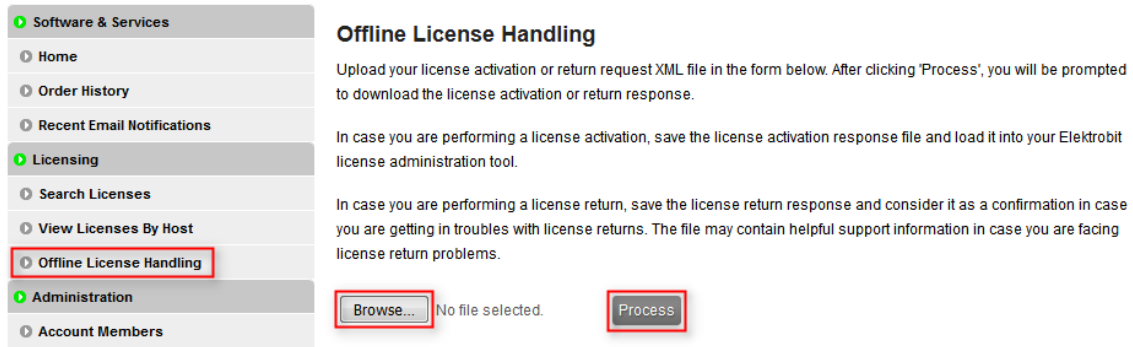 Software & Services
Home
Order History
Recent Email Notifications
Licensing
Search Licenses
View Licenses By Host
Offline License Handling
Administration
Account Members
Offline License Handling
Upload your license activation or return request XML file in the form below. After clicking 'Process', you will be prompted
to download the license activation or return response.
In case you are performing a license activation, save the license activation response file and load it into your Elektrobit
license administration tool.
In case you are performing a license return, save the license return response and consider it as a confirmation in case
you are getting in troubles with license returns. The file may contain helpful support information in case you are facing
license return problems.
Browse... No file selected. Process